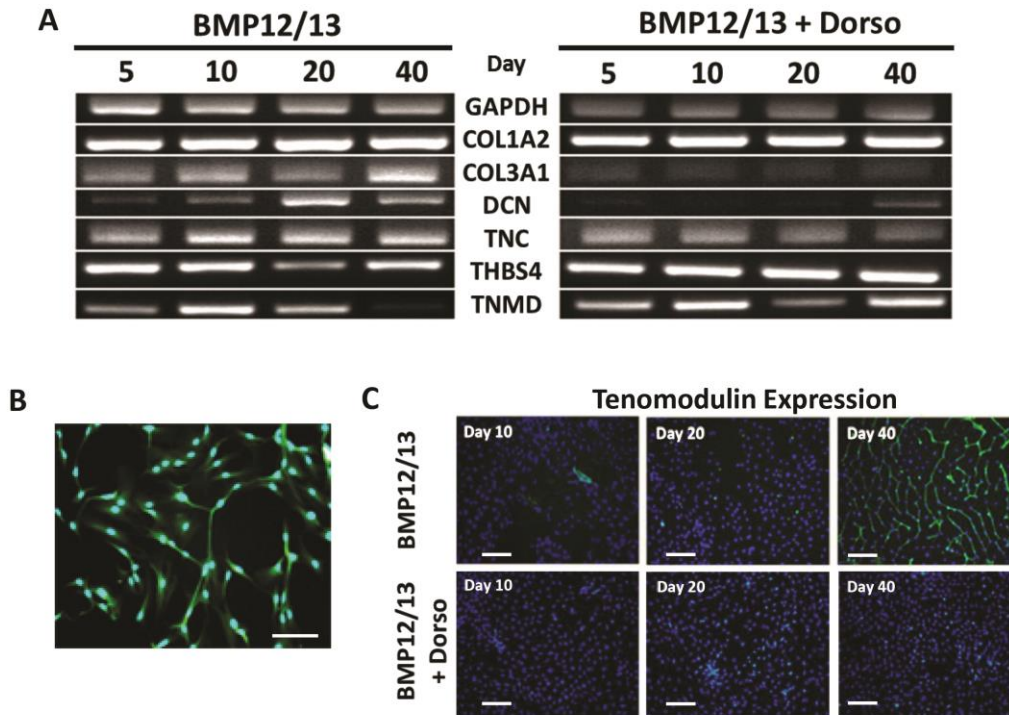 A
BMP12/13
BMP12/13 + Dorso
5 10 20 40 Day 5 10 20 40
GAPDH
COL1A2
COL3A1
DCN
TNC
THBS4
TNMD
B
C
Tenomodulin Expression
BMP12/13
Day 10 Day 20 Day 40
BMP12/13
+ Dorso
Day 10 Day 20 Day 40